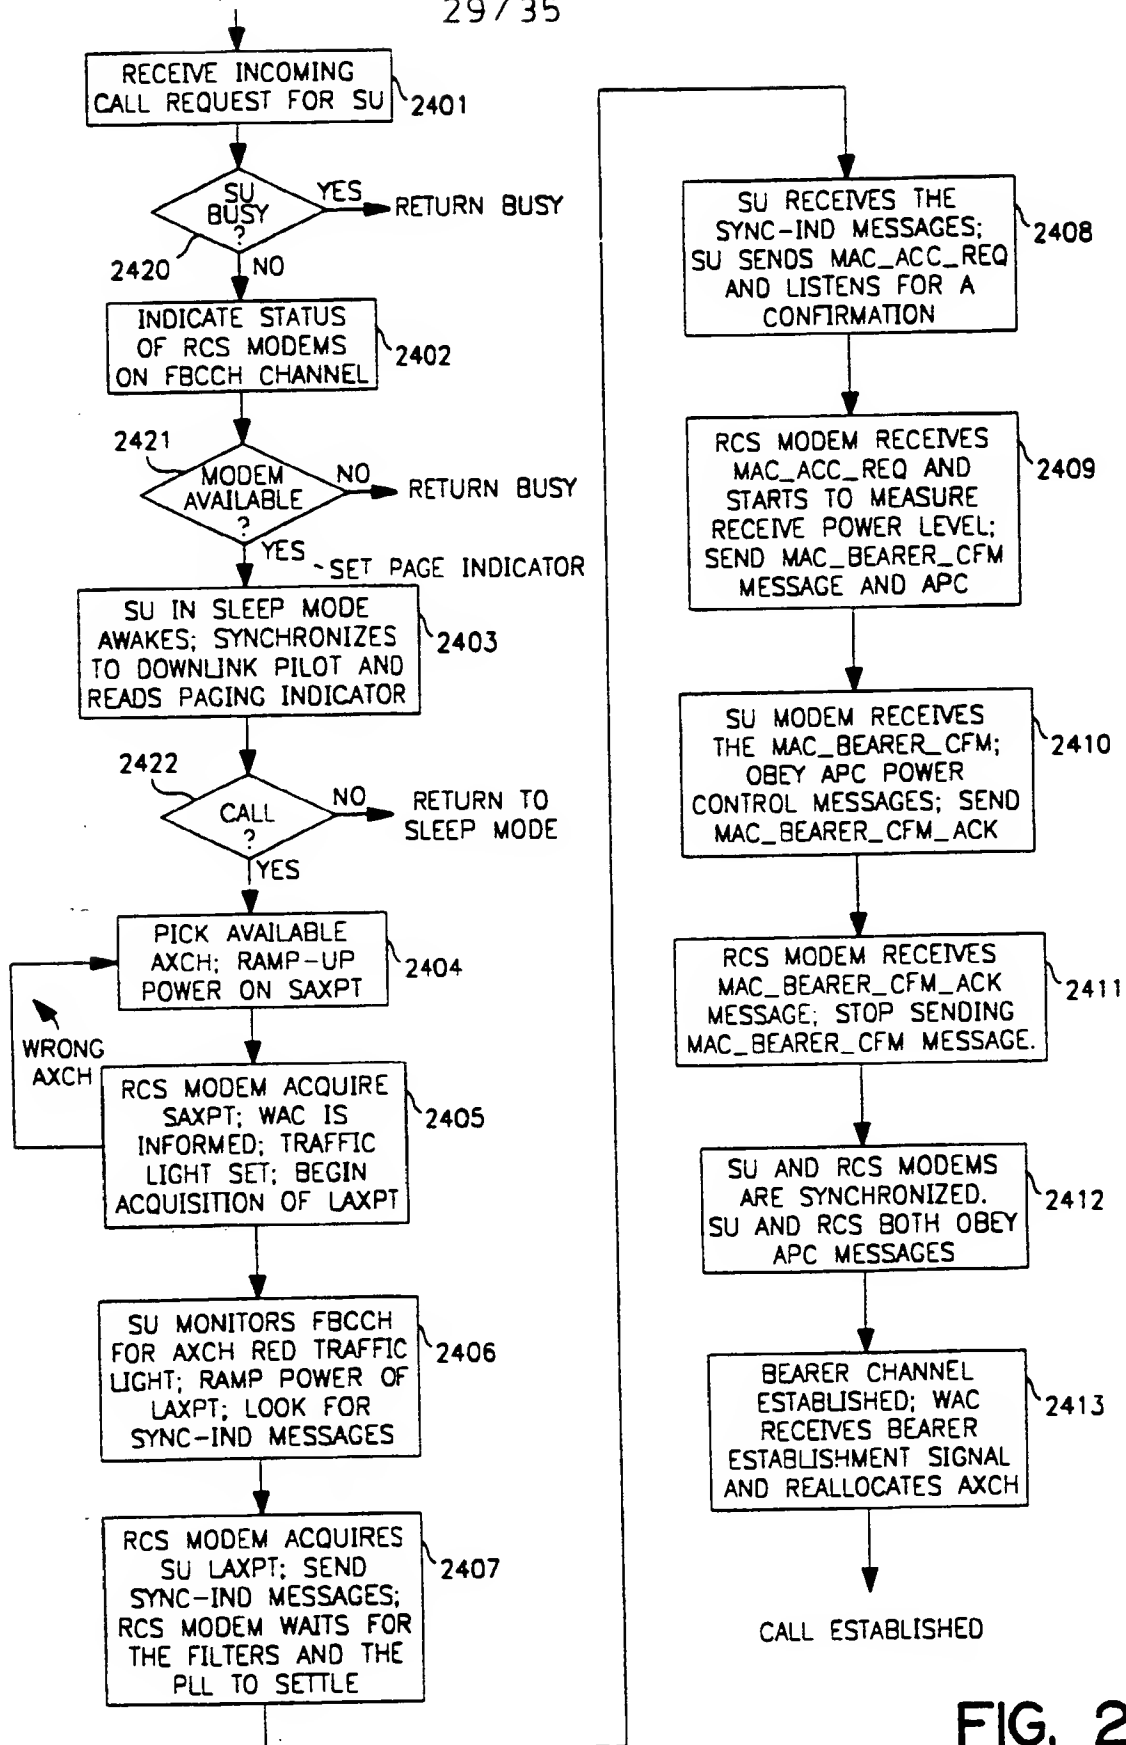 29/35
RECEIVE INCOMING
CALL REQUEST FOR SU
2401
SU
BUSY
?
YES
RETURN BUSY
2420
NO
INDICATE STATUS
OF RCS MODEMS
ON FBCCH CHANNEL
2402
2421
MODEM
AVAILABLE
?
NO
RETURN BUSY
YES
SET PAGE INDICATOR
SU IN SLEEP MODE
AWAKES; SYNCHRONIZES
TO DOWNLINK PILOT AND
READS PAGING INDICATOR
2403
2422
CALL
?
NO
RETURN TO
SLEEP MODE
YES
PICK AVAILABLE
AXCH; RAMP-UP
POWER ON SAXPT
2404
WRONG
AXCH
RCS MODEM ACQUIRE
SAXPT; WAC IS
INFORMED; TRAFFIC
LIGHT SET; BEGIN
ACQUISITION OF LAXPT
2405
SU MONITORS FBCCH
FOR AXCH RED TRAFFIC
LIGHT; RAMP POWER OF
LAXPT; LOOK FOR
SYNC-IND MESSAGES
2406
RCS MODEM ACQUIRES
SU LAXPT; SEND
SYNC-IND MESSAGES;
RCS MODEM WAITS FOR
THE FILTERS AND THE
PLL TO SETTLE
2407
SU RECEIVES THE
SYNC-IND MESSAGES;
SU SENDS MAC_ACC_REQ
AND LISTENS FOR A
CONFIRMATION
2408
RCS MODEM RECEIVES
MAC_ACC_REQ AND
STARTS TO MEASURE
RECEIVE POWER LEVEL;
SEND MAC_BEARER_CFM
MESSAGE AND APC
2409
SU MODEM RECEIVES
THE MAC_BEARER_CFM;
OBEY APC POWER
CONTROL MESSAGES; SEND
MAC_BEARER_CFM_ACK
2410
RCS MODEM RECEIVES
MAC_BEARER_CFM_ACK
MESSAGE; STOP SENDING
MAC_BEARER_CFM MESSAGE.
2411
SU AND RCS MODEMS
ARE SYNCHRONIZED.
SU AND RCS BOTH OBEY
APC MESSAGES
2412
BEARER CHANNEL
ESTABLISHED; WAC
RECEIVES BEARER
ESTABLISHMENT SIGNAL
AND REALLOCATES AXCH
2413
CALL ESTABLISHED
FIG. 2